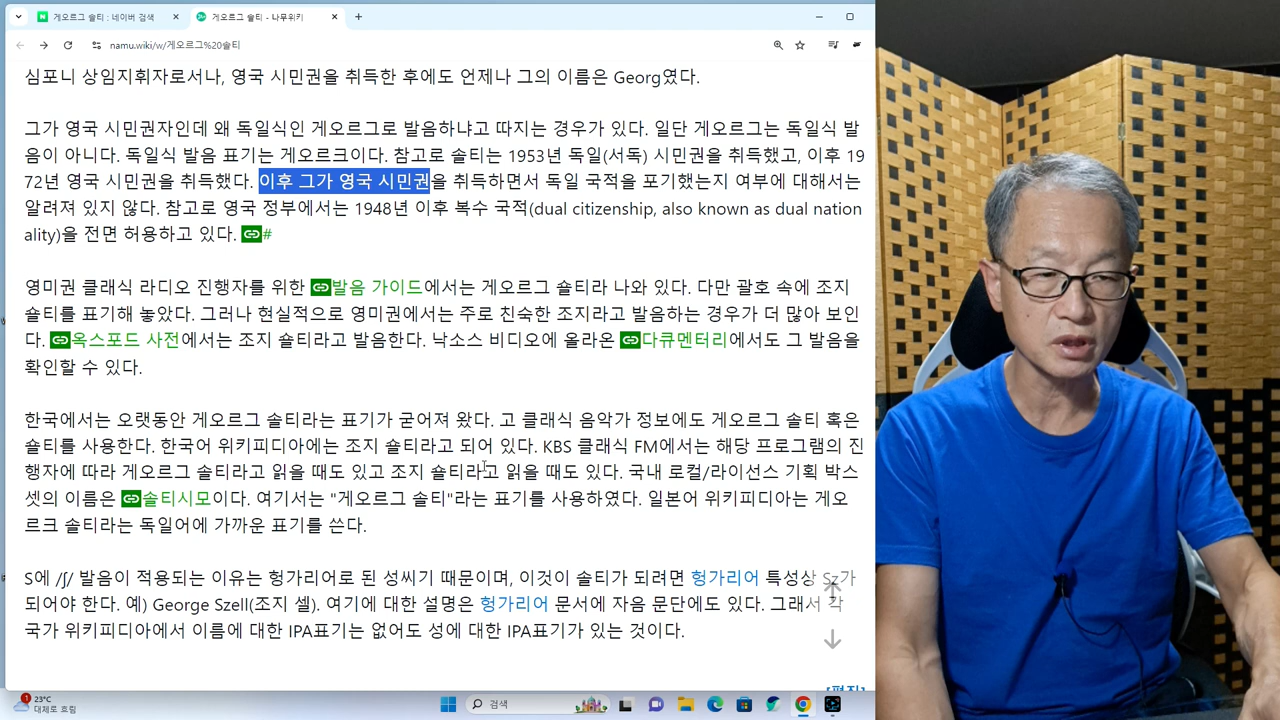 게오르그 솔티 : 네이버 검색
게오르그 솔티 - 나무위키
namu.wiki/w/게오르그%20솔티
심포니 상임지휘자로서나, 영국 시민권을 취득한 후에도 언제나 그의 이름은 Georg였다.
그가 영국 시민권자인데 왜 독일식인 게오르그로 발음하냐고 따지는 경우가 있다. 일단 게오르그는 독일식 발
음이 아니다. 독일식 발음 표기는 게오르크이다. 참고로 솔티는 1953년 독일(서독) 시민권을 취득했고, 이후 19
72년 영국 시민권을 취득했다. 이후 그가 영국 시민권을 취득하면서 독일 국적을 포기했는지 여부에 대해서는
알려져 있지 않다. 참고로 영국 정부에서는 1948년 이후 복수 국적(dual citizenship, also known as dual nation
ality)을 전면 허용하고 있다. #
영미권 클래식 라디오 진행자를 위한 발음 가이드에서는 게오르그 숄티라 나와 있다. 다만 괄호 속에 조지
숄티를 표기해 놓았다. 그러나 현실적으로 영미권에서는 주로 친숙한 조지라고 발음하는 경우가 더 많아 보인
다. 옥스포드 사전에서는 조지 숄티라고 발음한다. 낙소스 비디오에 올라온 다큐멘터리에서도 그 발음을
확인할 수 있다.
한국에서는 오랫동안 게오르그 솔티라는 표기가 굳어져 왔다. 고 클래식 음악가 정보에도 게오르그 솔티 혹은
숄티를 사용한다. 한국어 위키피디아에는 조지 숄티라고 되어 있다. KBS 클래식 FM에서는 해당 프로그램의 진
행자에 따라 게오르그 솔티라고 읽을 때도 있고 조지 숄티라고 읽을 때도 있다. 국내 로컬/라이선스 기획 박스
셋의 이름은 솔티시모이다. 여기서는 "게오르그 솔티"라는 표기를 사용하였다. 일본어 위키피디아는 게오
르크 숄티라는 독일어에 가까운 표기를 쓴다.
S에 /ʃ/ 발음이 적용되는 이유는 헝가리어로 된 성씨기 때문이며, 이것이 솔티가 되려면 헝가리어 특성상 Sz가
되어야 한다. 예) George Szell(조지 셀). 여기에 대한 설명은 헝가리어 문서에 자음 문단에도 있다. 그래서 각
국가 위키피디아에서 이름에 대한 IPA표기는 없어도 성에 대한 IPA표기가 있는 것이다.
1
23°C
대체로 흐림
검색